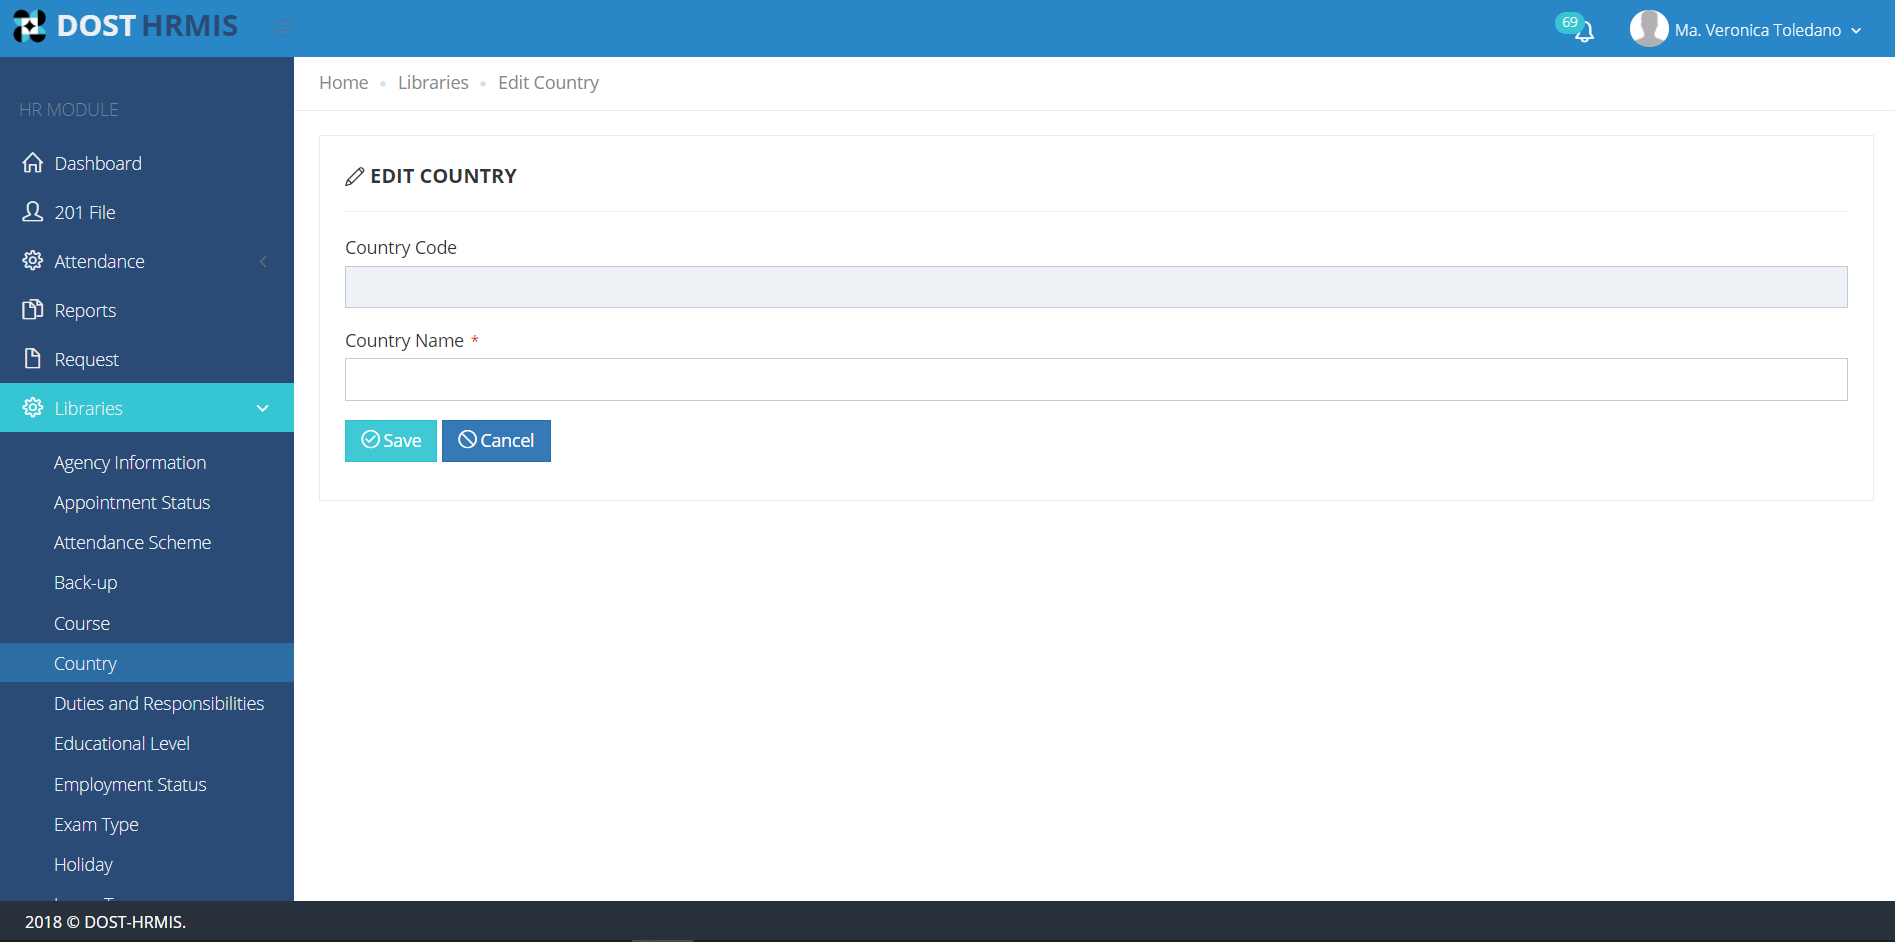 DOST HRMIS
69
Ma. Veronica Toledano
HR MODULE
Dashboard
201 File
Attendance
Reports
Request
Libraries
Agency Information
Appointment Status
Attendance Scheme
Back-up
Course
Country
Duties and Responsibilities
Educational Level
Employment Status
Exam Type
Holiday
Home • Libraries • Edit Country
EDIT COUNTRY
Country Code
Country Name *
Save Cancel
2018 © DOST-HRMIS.